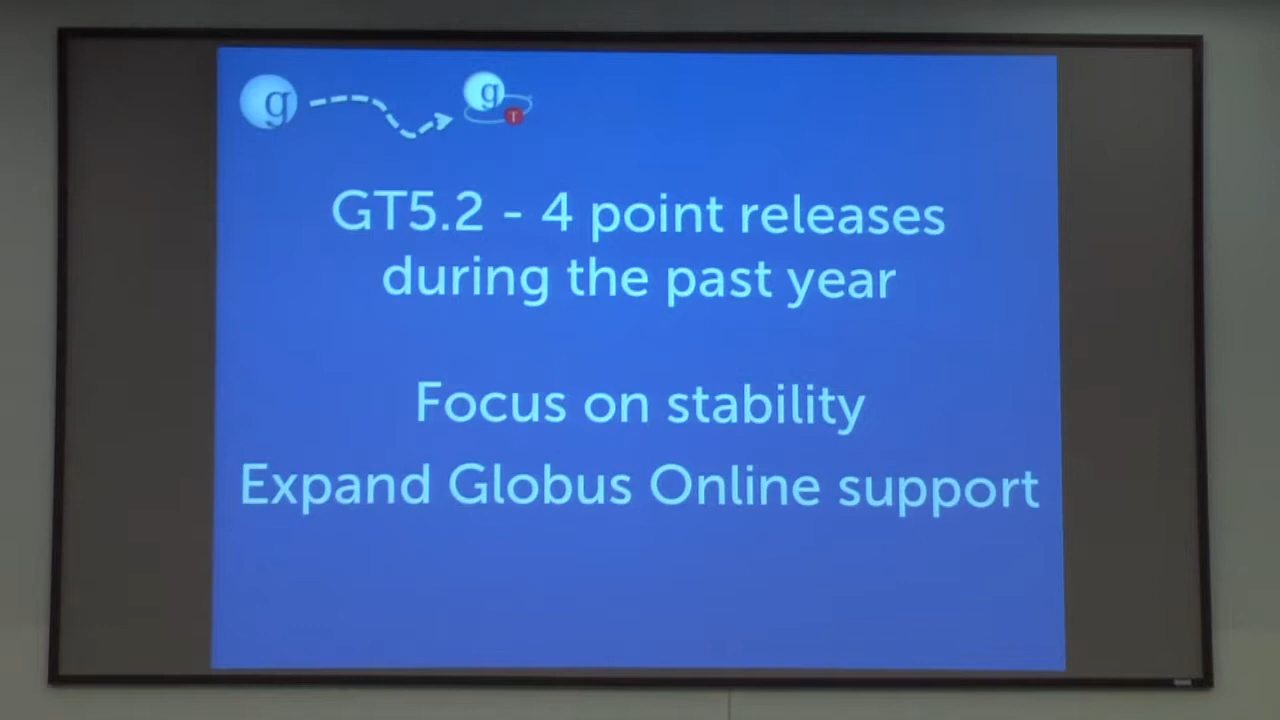 g
g
T
GT5.2 - 4 point releases
during the past year
Focus on stability
Expand Globus Online support